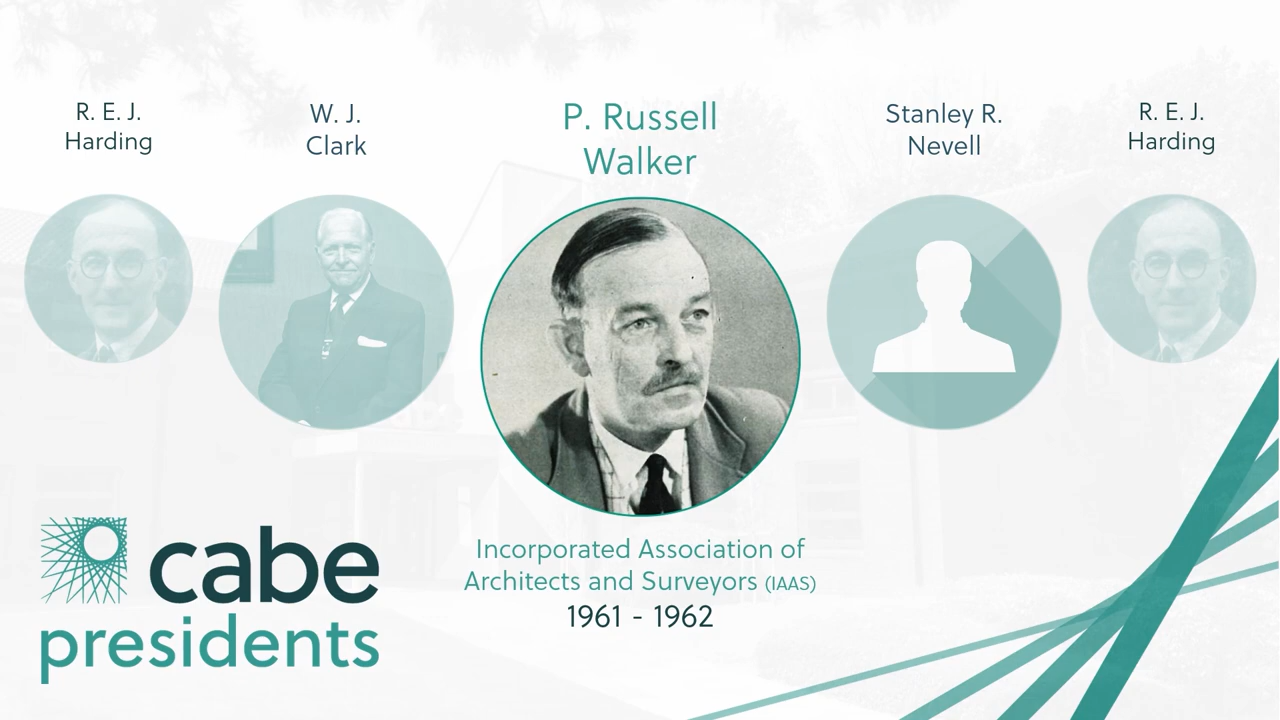 R. E. J.
Harding
W. J.
Clark
P. Russell
Walker
Stanley R.
Nevell
R. E. J.
Harding
Incorporated Association of
Architects and Surveyors (IAAS)
1961 - 1962
cabe
presidents